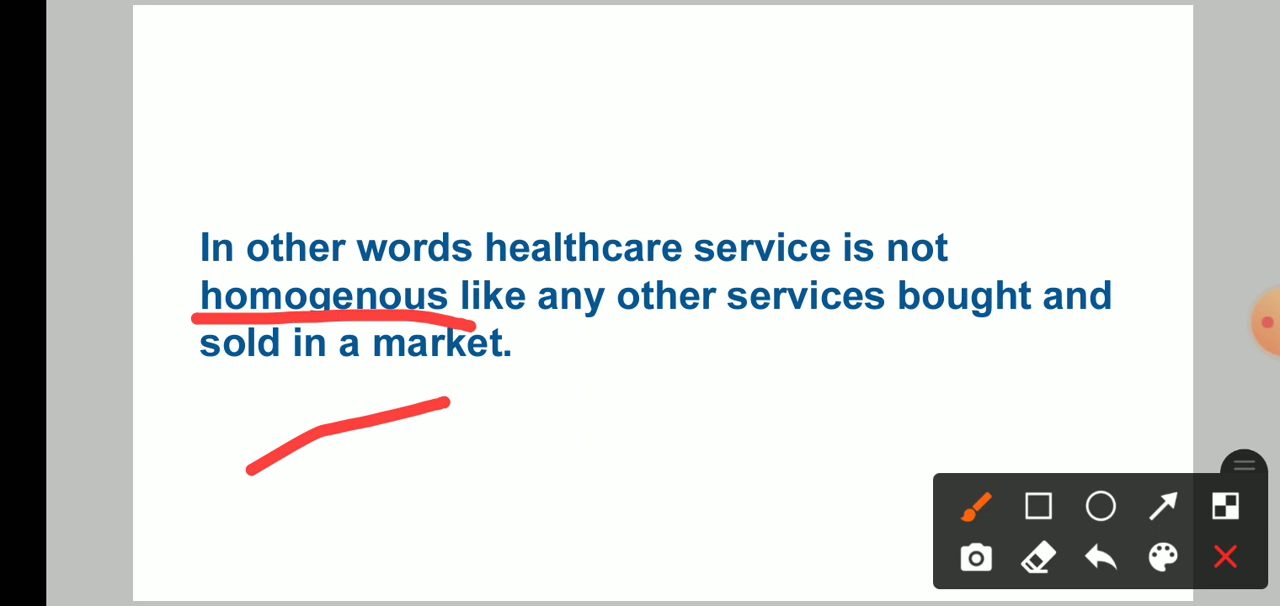 In other words healthcare service is not
homogenous like any other services bought and
sold in a market.